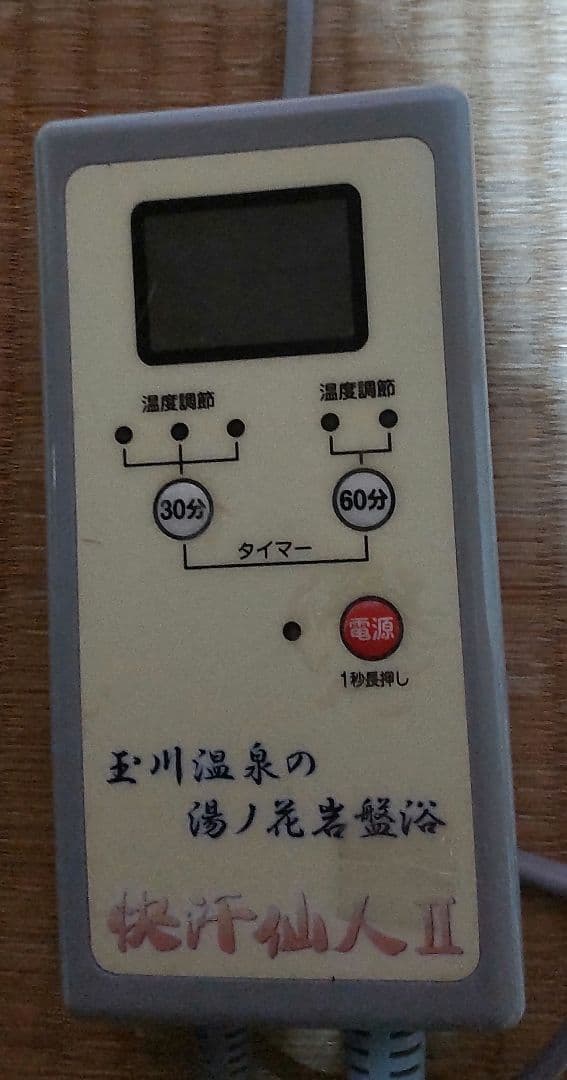 温度調節
温度調節
30分
60分
タイマー
電源
1秒長押し
玉川温泉の
湯ノ花岩盤浴
快汗仙人Ⅱ